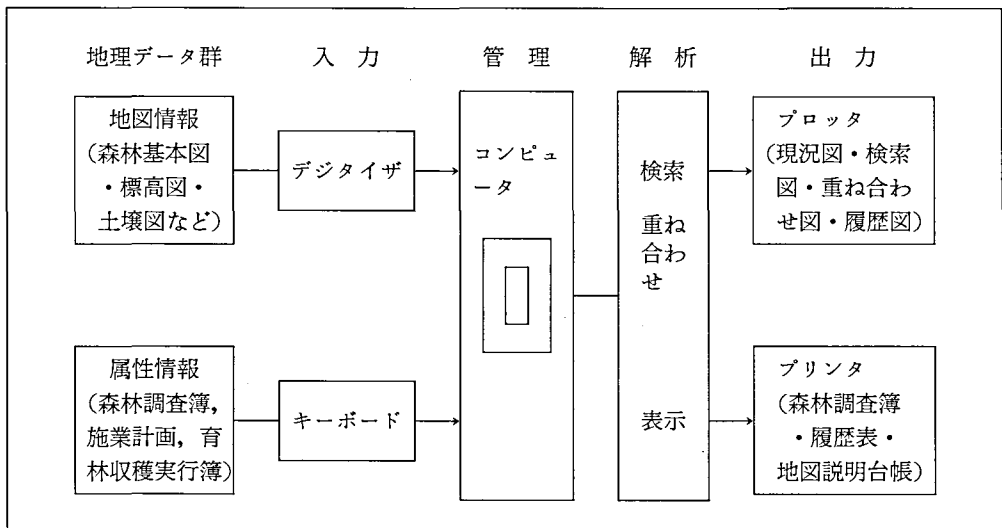 地理データ群
入 力
管 理
解 析
出 力
地図情報
(森林基本図
・標高図・
土壌図など)
デジタイザ
コンピュ
ータ
検索
重ね
合わ
せ
表示
プロッタ
(現況図・検索
図・重ね合わ
せ図・履歴図)
属性情報
(森林調査簿,
施業計画, 育
林収穫実行簿)
キーボード
プリンタ
(森林調査簿
・履歴表・
地図説明台帳)